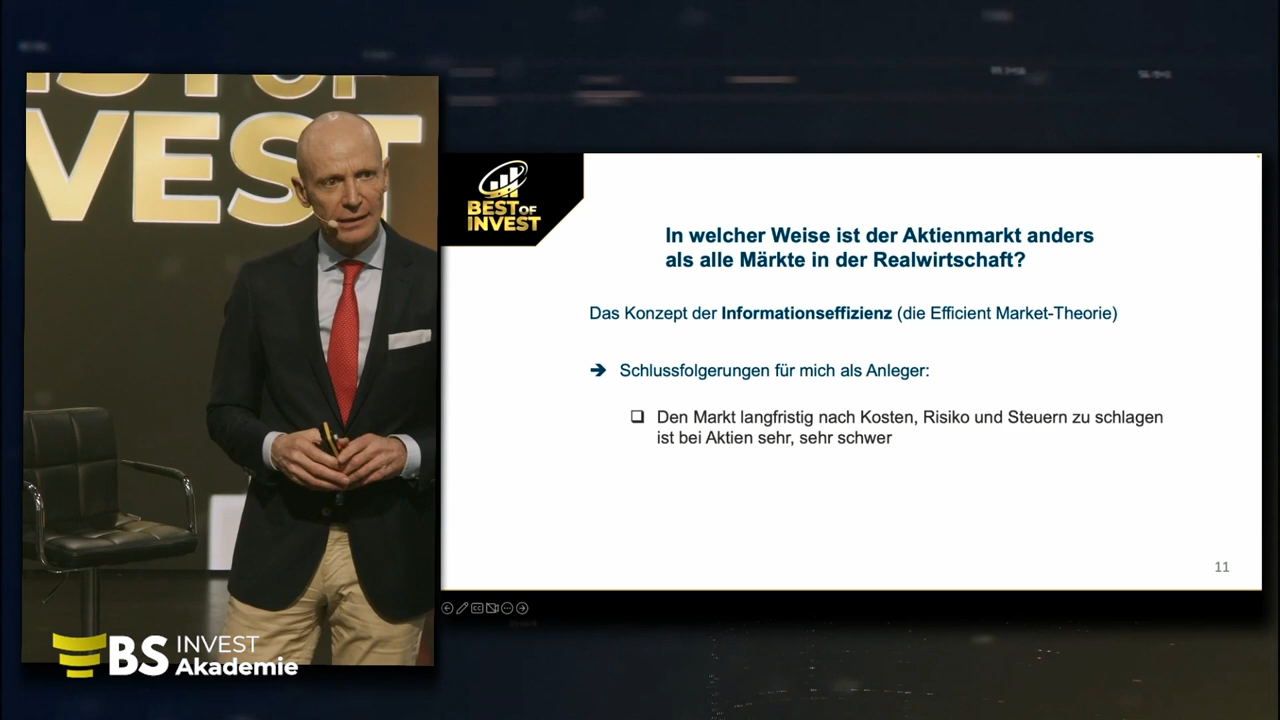 VEST
BS INVEST
Akademie
BEST OF
INVEST
In welcher Weise ist der Aktienmarkt anders
als alle Märkte in der Realwirtschaft?
Das Konzept der Informationseffizienz (die Efficient Market-Theorie)
➔ Schlussfolgerungen für mich als Anleger:
❑ Den Markt langfristig nach Kosten, Risiko und Steuern zu schlagen
ist bei Aktien sehr, sehr schwer
11